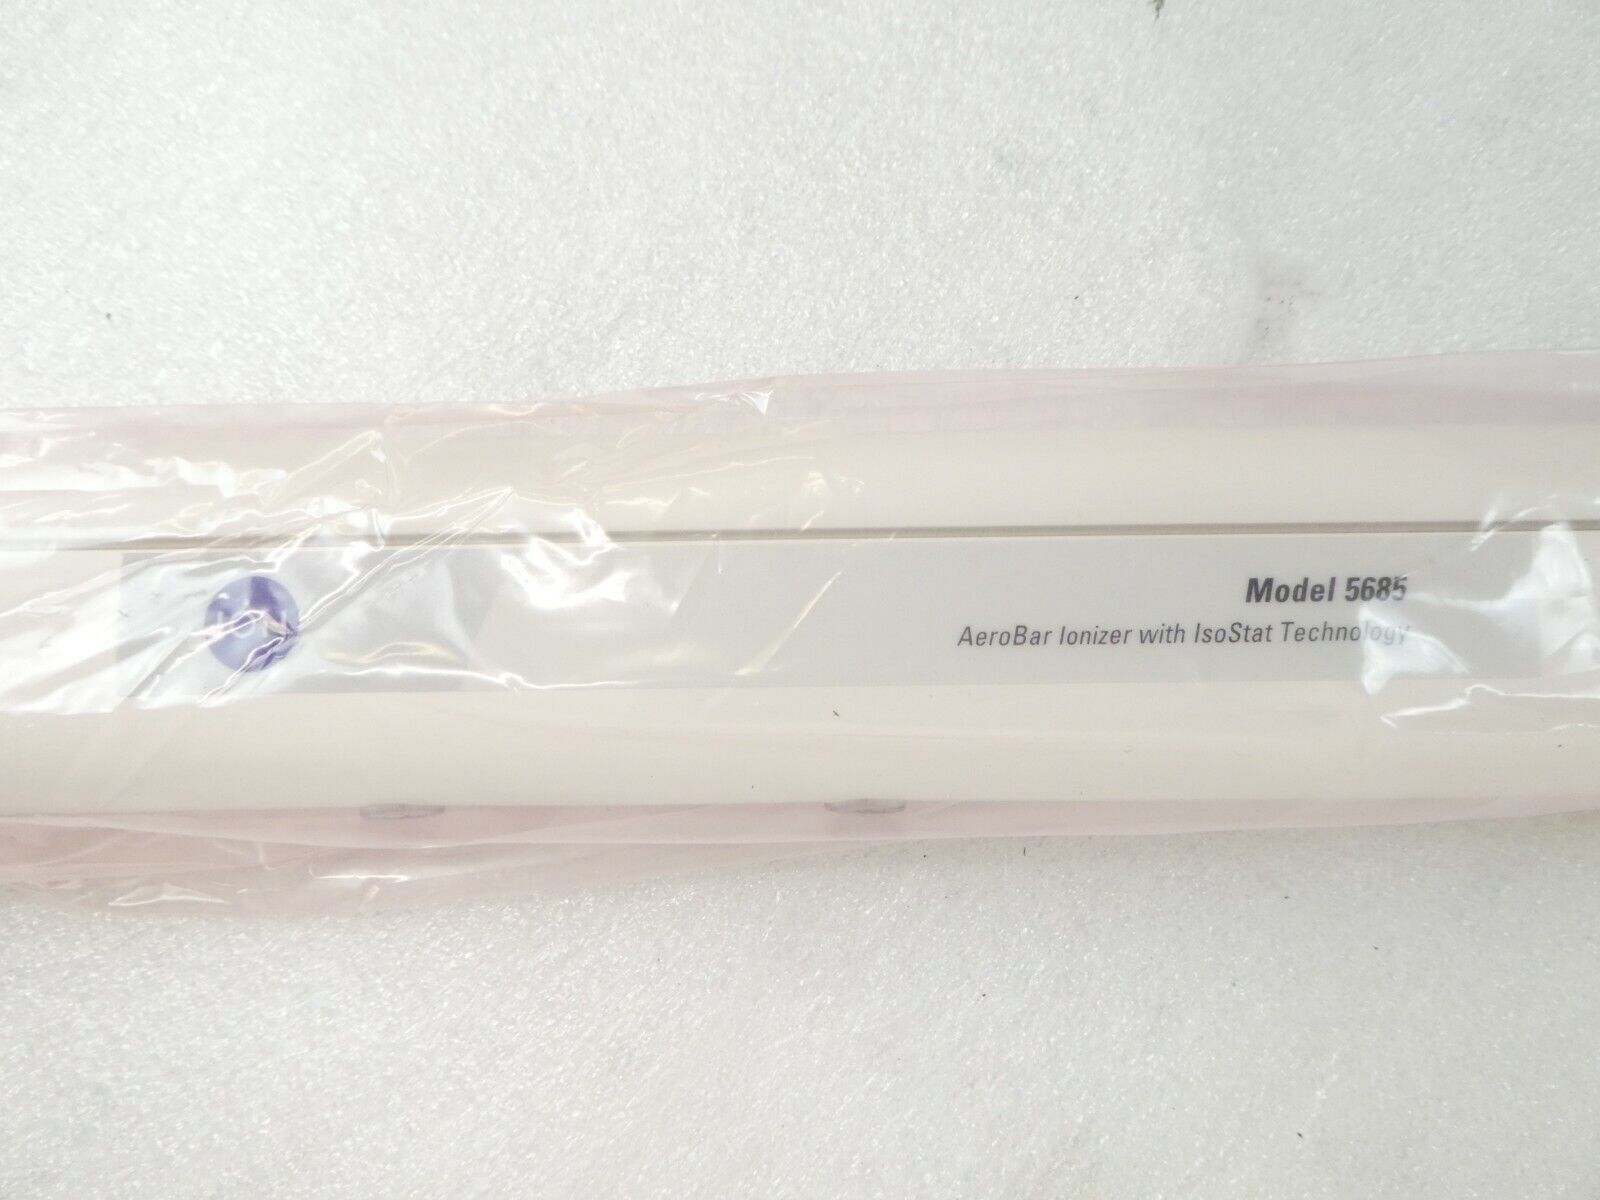 Model 5685
AeroBar Ionizer with IsoStat Technology